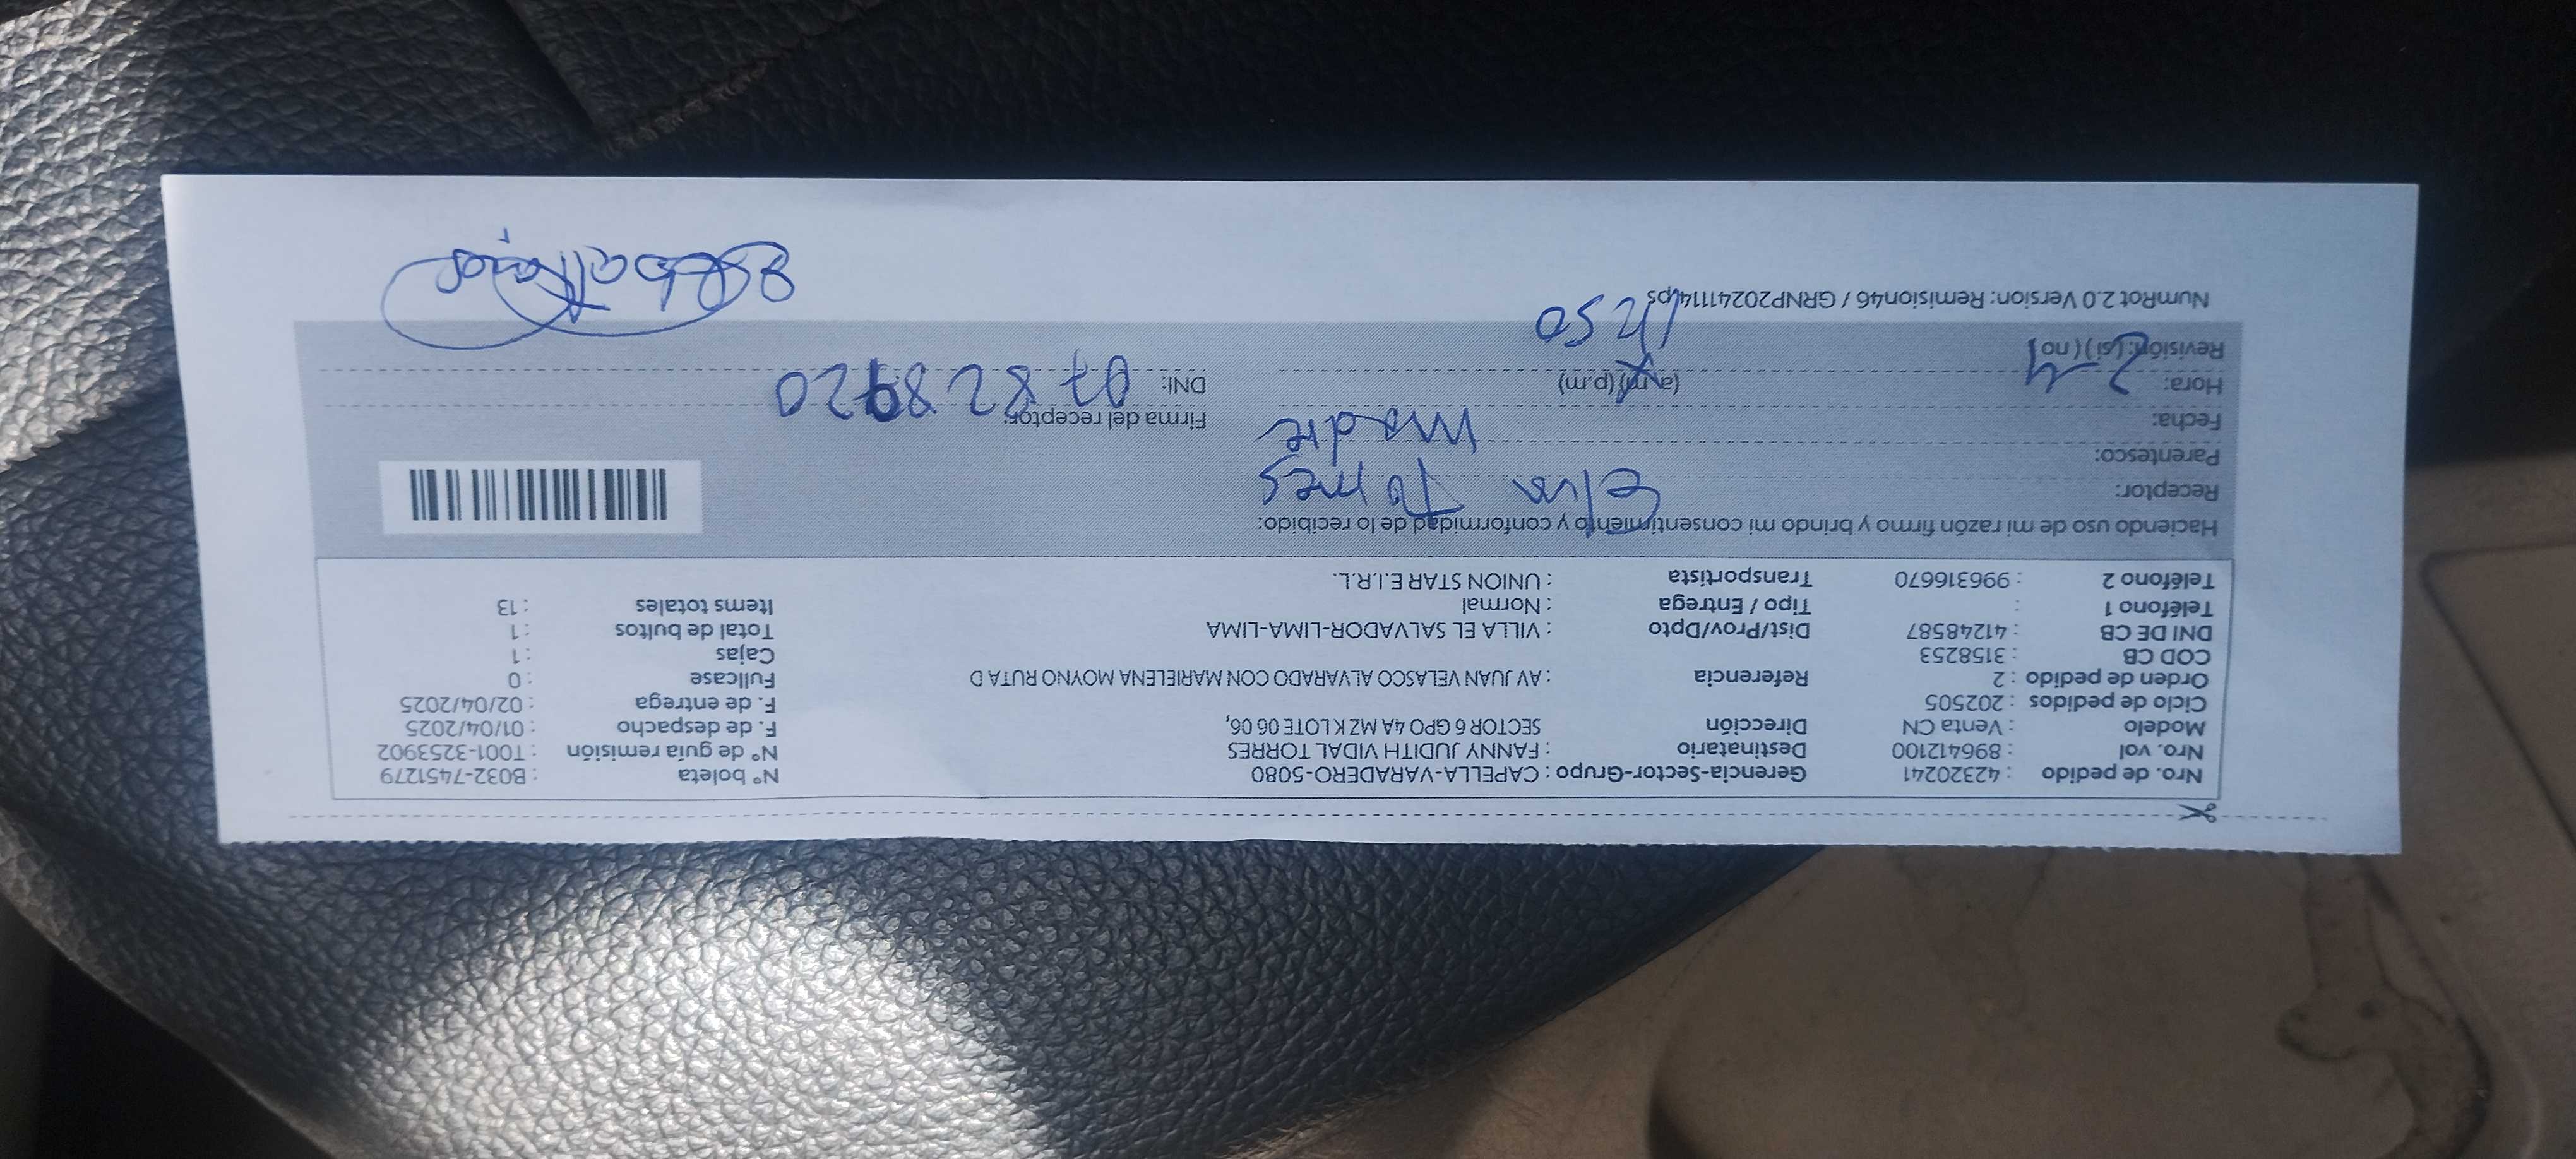 Nro. de pedido : 42320241 Gerencia-Sector-Grupo : CAPELLA-VARADERO-5080 N° boleta : B032-7451279
Nro. vol : 896412100 Destinatario : FANNY JUDITH VIDAL TORRES N° de guía remisión : T001-3253902
Modelo : Venta CN Dirección SECTOR 6 GPO 4A MZ K LOTE 06 06, F. de despacho : 01/04/2025
Ciclo de pedidos : 202505 F. de entrega : 02/04/2025
Orden de pedido : 2 Referencia : AV JUAN VELASCO ALVARADO CON MARIELENA MOYNO RUTA D Fullcase : 0
COD CB : 3158253 Cajas : 1
DNI DE CB : 41248587 Dist/Prov/Dpto : VILLA EL SALVADOR-LIMA-LIMA Total de bultos : 1
Teléfono 1 : Tipo / Entrega : Normal Items totales : 13
Teléfono 2 : 996316670 Transportista : UNION STAR E.I.R.L.
Haciendo uso de mi razón firmo y brindo mi consentimiento y conformidad de lo recibido:
Receptor: Elva Torres
Parentesco: Madre
Fecha: Firma del receptor:
Hora: 2-4 (a.m) (p.m) DNI: 07828920
Revisión: (si) ( no)
12 50
NumRot 2.0 Version: Remision46 / GRNP20241114.ps